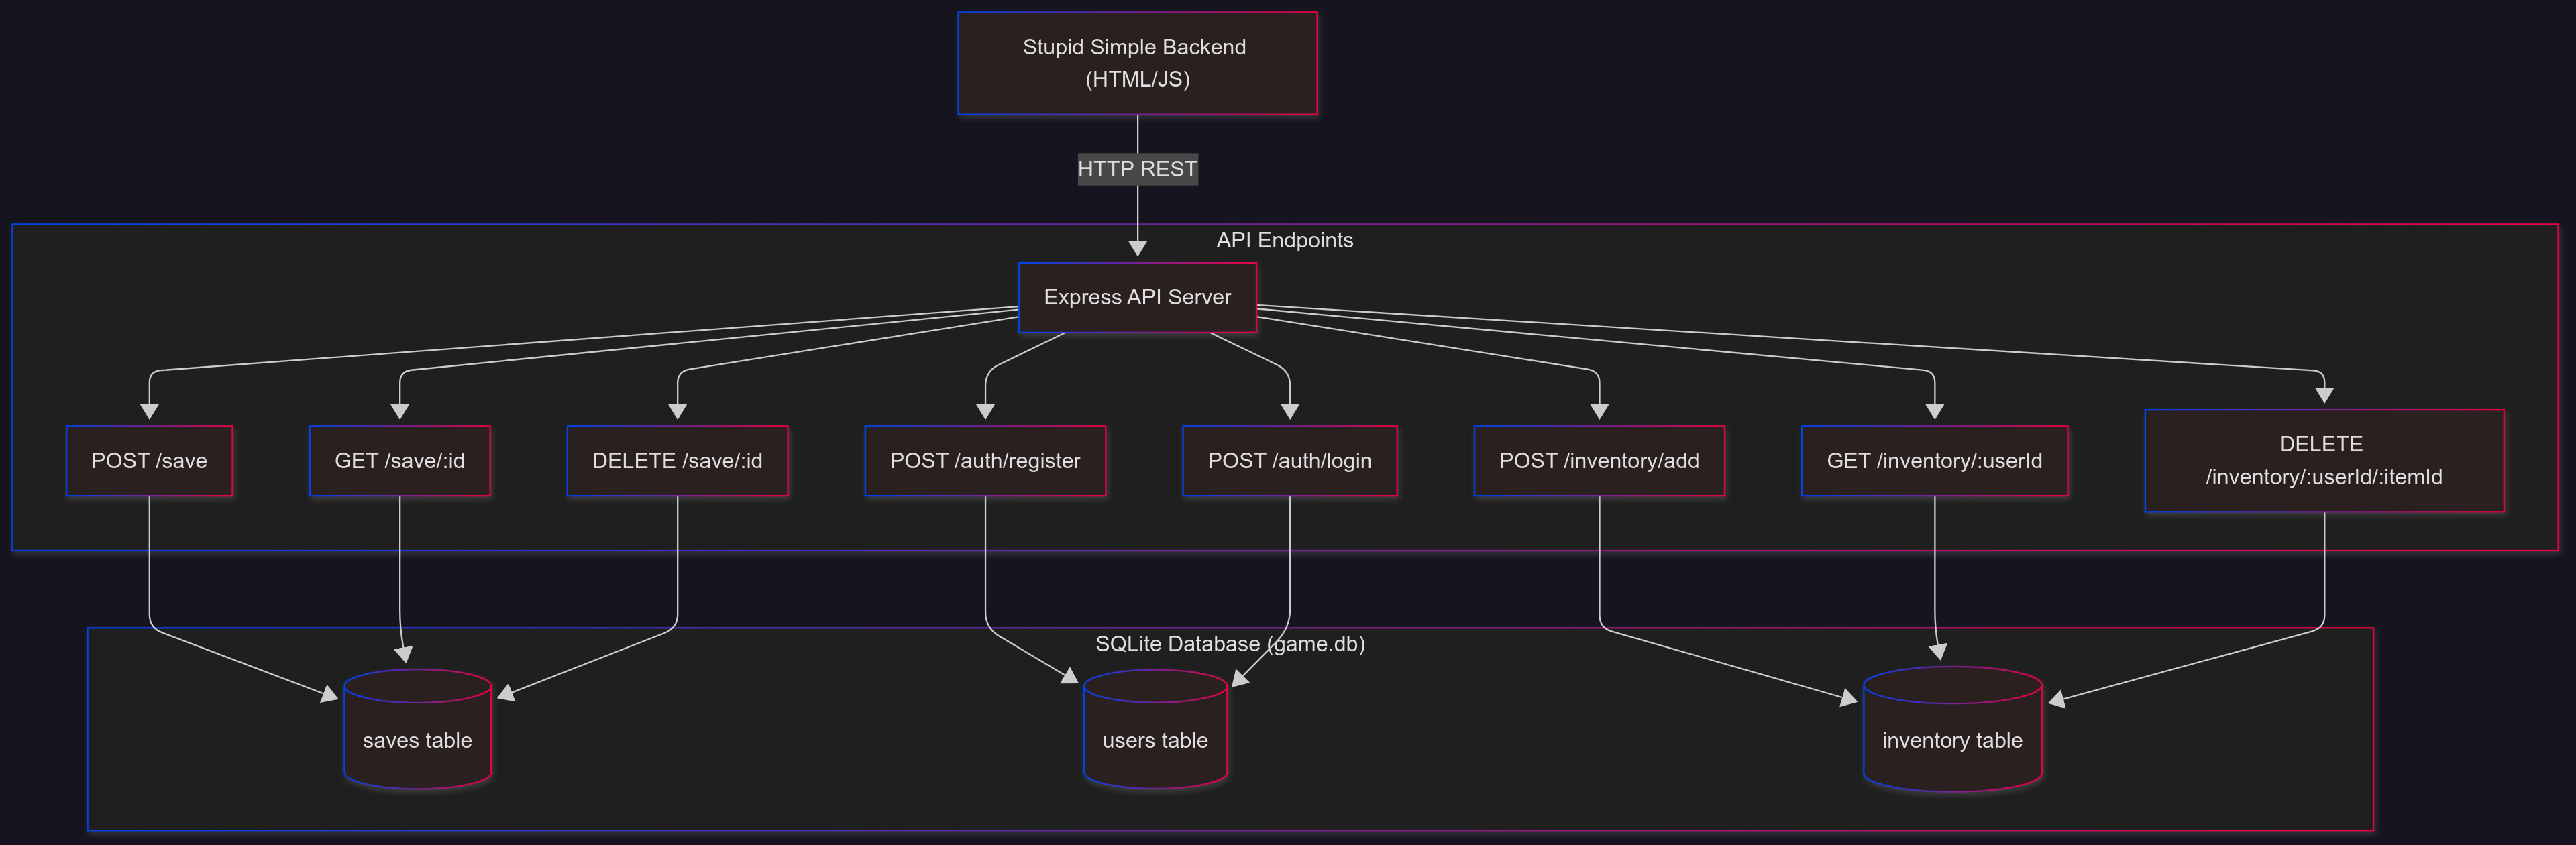 Stupid Simple Backend
(HTML/JS)
HTTP REST
API Endpoints
Express API Server
POST /save
GET /save/:id
DELETE /save/:id
POST /auth/register
POST /auth/login
POST /inventory/add
GET /inventory/:userId
DELETE
/inventory/:userId/:itemId
SQLite Database (game.db)
saves table
users table
inventory table